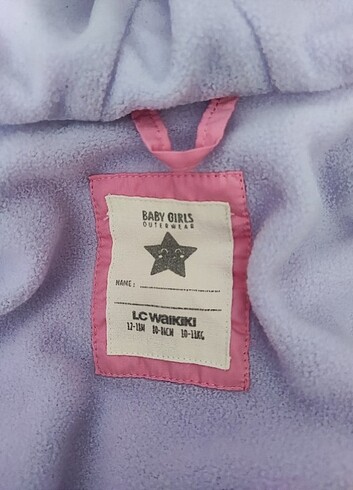 BABY GIRLS
OUTERWEAR
NAME :
LC WAIKIKI
12-18M 80-86CM 10-11KG